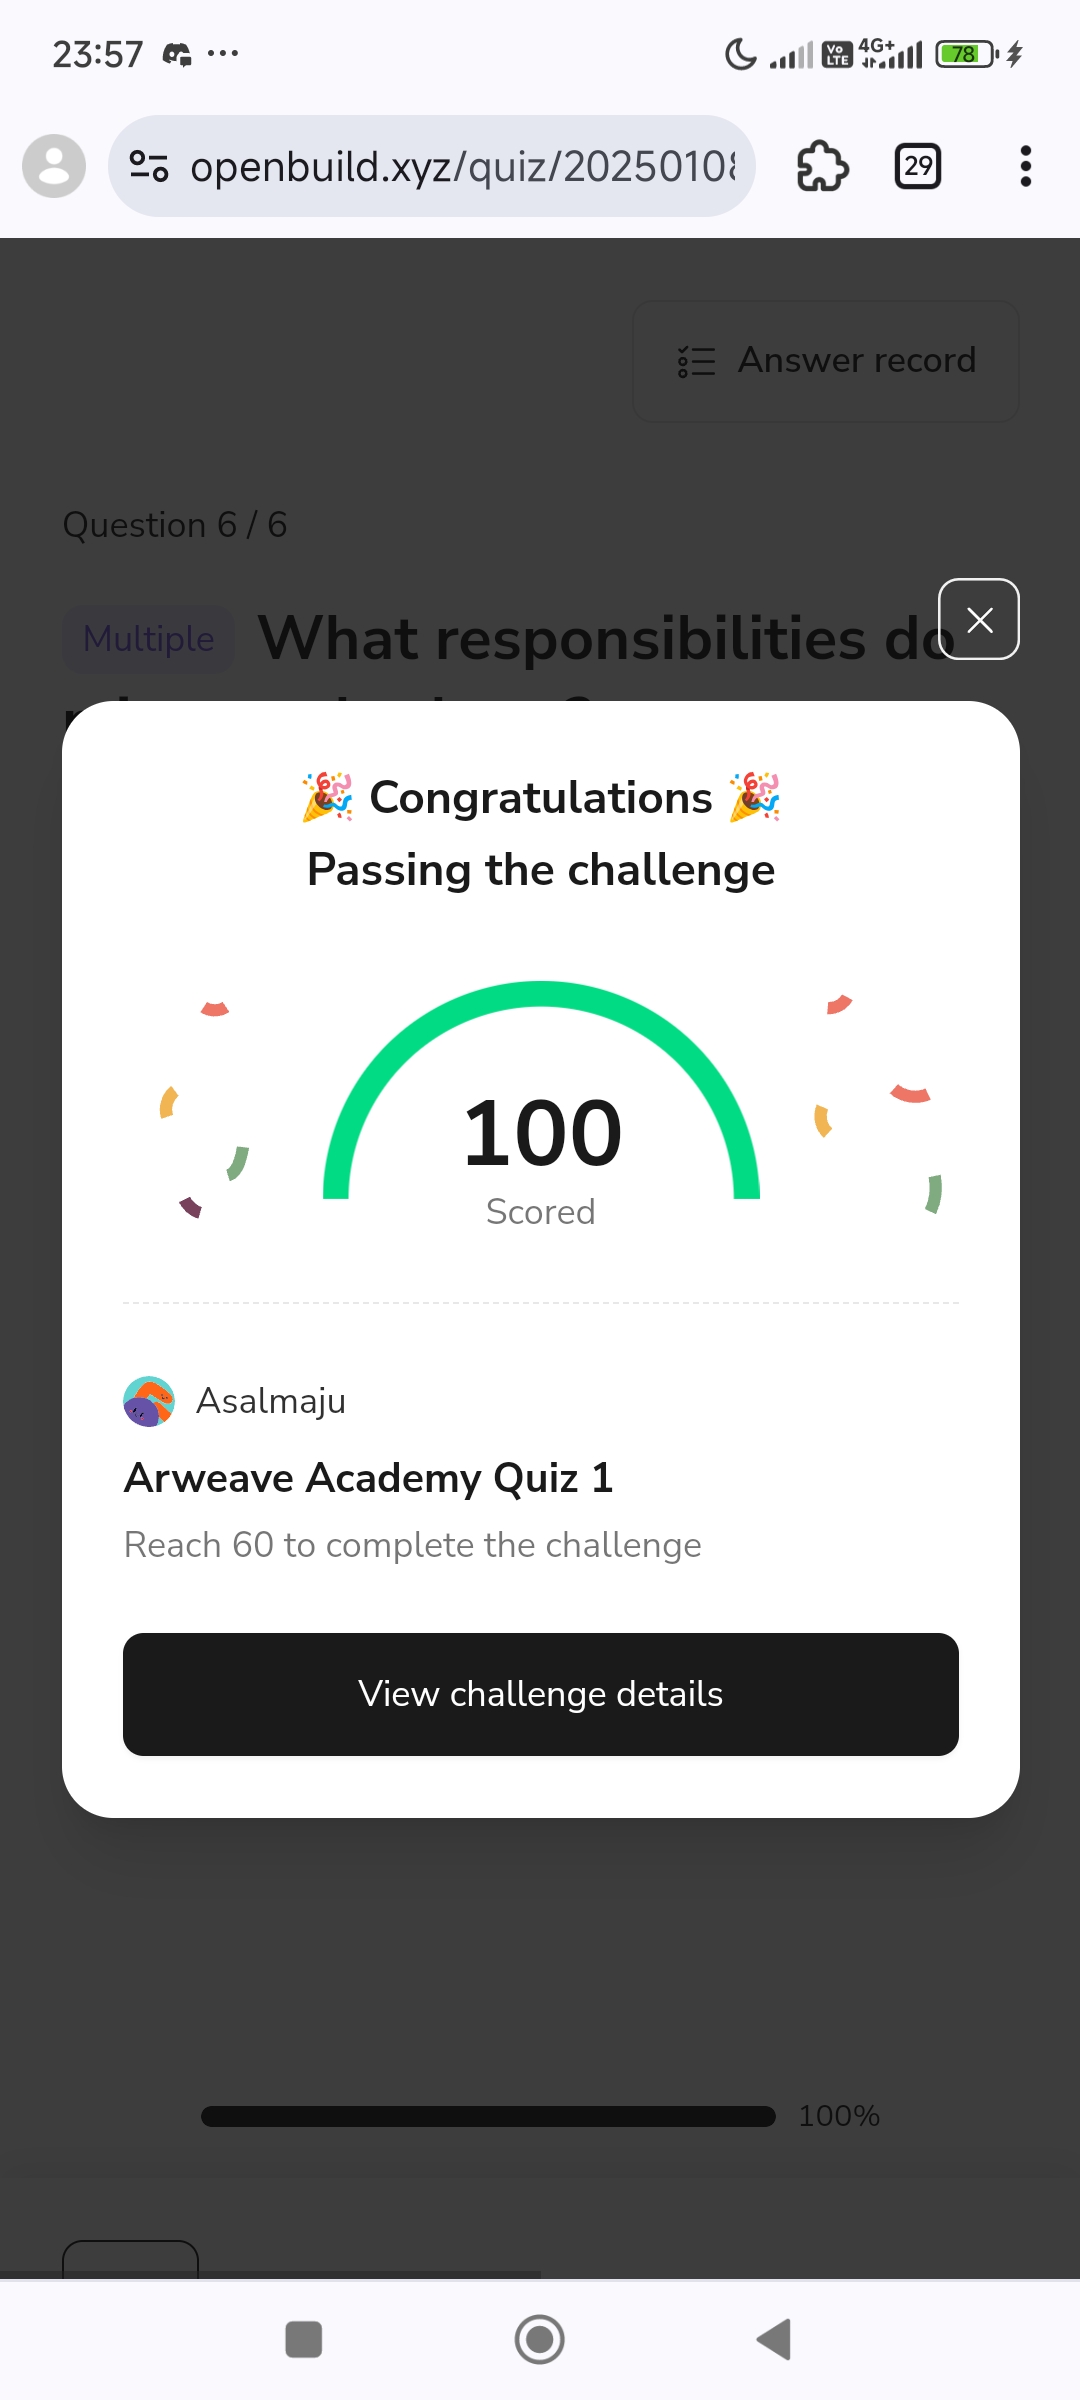 23:57
Vo LTE 4G+ 78
openbuild.xyz/quiz/2025010
29
Answer record
Question 6 / 6
Multiple What responsibilities do
🎉 Congratulations 🎉
Passing the challenge
100
Scored
Asalmaju
Arweave Academy Quiz 1
Reach 60 to complete the challenge
View challenge details
100%